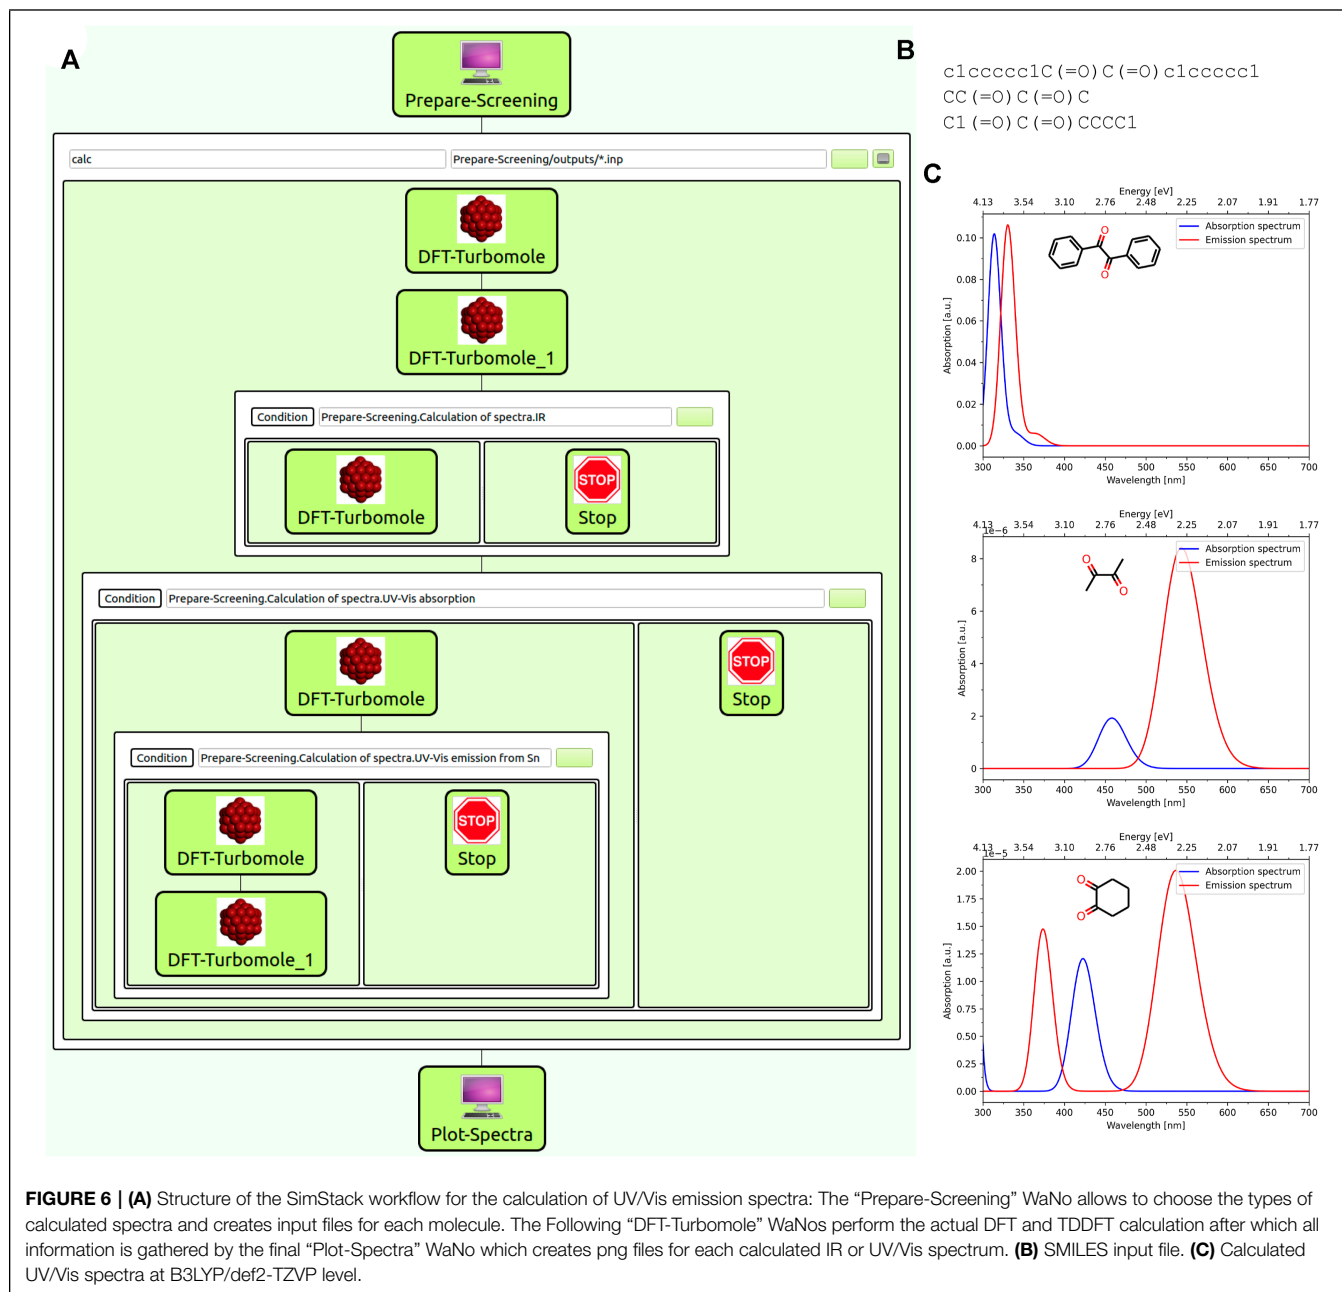 A
Prepare-Screening
calc
Prepare-Screening/outputs/*.inp
DFT-Turbomole
DFT-Turbomole_1
Condition
Prepare-Screening.Calculation of spectra.IR
DFT-Turbomole
STOP
Stop
Condition
Prepare-Screening.Calculation of spectra.UV-Vis absorption
DFT-Turbomole
STOP
Stop
Condition
Prepare-Screening.Calculation of spectra.UV-Vis emission from Sn
DFT-Turbomole
STOP
Stop
DFT-Turbomole_1
Plot-Spectra
B
c1ccccc1C(=O)C(=O)c1ccccc1
CC(=O)C(=O)C
C1(=O)C(=O)CCCC1
C
Energy [eV]
4.13 3.54 3.10 2.76 2.48 2.25 2.07 1.91 1.77
Absorption spectrum
Emission spectrum
O
O
Absorption [a.u.]
0.10
0.08
0.06
0.04
0.02
0.00
300 350 400 450 500 550 600 650 700
Wavelength [nm]
Energy [eV]
4.13 3.54 3.10 2.76 2.48 2.25 2.07 1.91 1.77
1e-6
Absorption spectrum
Emission spectrum
O
O
Absorption [a.u.]
8
6
4
2
0
300 350 400 450 500 550 600 650 700
Wavelength [nm]
Energy [eV]
4.13 3.54 3.10 2.76 2.48 2.25 2.07 1.91 1.77
1e-5
Absorption spectrum
Emission spectrum
O
O
Absorption [a.u.]
2.00
1.75
1.50
1.25
1.00
0.75
0.50
0.25
0.00
300 350 400 450 500 550 600 650 700
Wavelength [nm]
FIGURE 6 | (A) Structure of the SimStack workflow for the calculation of UV/Vis emission spectra: The “Prepare-Screening” WaNo allows to choose the types of
calculated spectra and creates input files for each molecule. The Following “DFT-Turbomole” WaNos perform the actual DFT and TDDFT calculation after which all
information is gathered by the final “Plot-Spectra” WaNo which creates png files for each calculated IR or UV/Vis spectrum. (B) SMILES input file. (C) Calculated
UV/Vis spectra at B3LYP/def2-TZVP level.